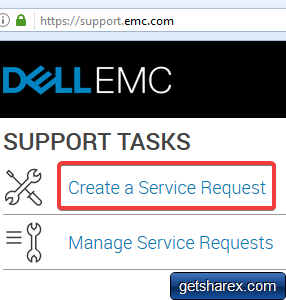 https://support.emc.com
DELLEMC
SUPPORT TASKS
Create a Service Request
Manage Service Requests
getsharex.com